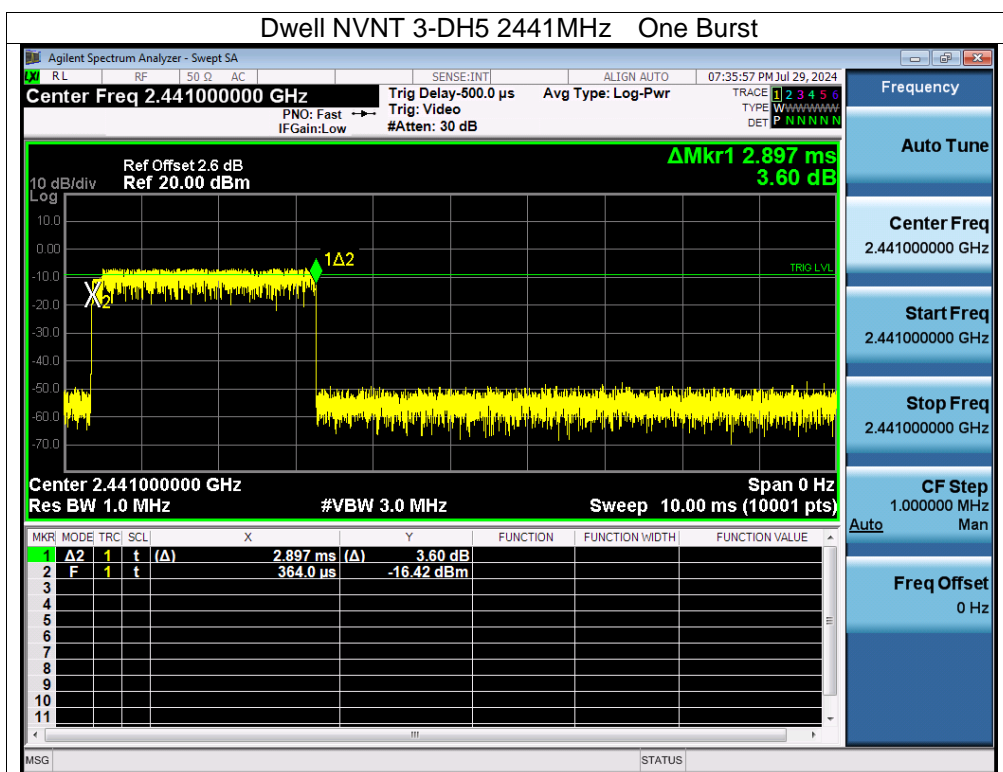 Dwell NVNT 3-DH5 2441MHz One Burst
Agilent Spectrum Analyzer - Swept SA
LXI RL RF 50 Ω AC SENSE:INT ALIGN AUTO 07:35:57 PM Jul 29, 2024
Center Freq 2.441000000 GHz
PNO: Fast
IFGain:Low
Trig Delay-500.0 µs
Trig: Video
#Atten: 30 dB
Avg Type: Log-Pwr
TRACE 1 2 3 4 5 6
TYPE WWWWWW
DET P N N N N N
ΔMkr1 2.897 ms
3.60 dB
Ref Offset 2.6 dB
10 dB/div Ref 20.00 dBm
Log
10.0
0.00
-10.0
-20.0
-30.0
-40.0
-50.0
-60.0
-70.0
1Δ2
2
TRIG LVL
Center 2.441000000 GHz Span 0 Hz
Res BW 1.0 MHz #VBW 3.0 MHz Sweep 10.00 ms (10001 pts)
MKR MODE TRC SCL X Y FUNCTION FUNCTION WIDTH FUNCTION VALUE
1 Δ2 1 t (Δ) 2.897 ms (Δ) 3.60 dB
2 F 1 t 364.0 µs -16.42 dBm
3
4
5
6
7
8
9
10
11
MSG STATUS
Frequency
Auto Tune
Center Freq
2.441000000 GHz
Start Freq
2.441000000 GHz
Stop Freq
2.441000000 GHz
CF Step
1.000000 MHz
Auto Man
Freq Offset
0 Hz